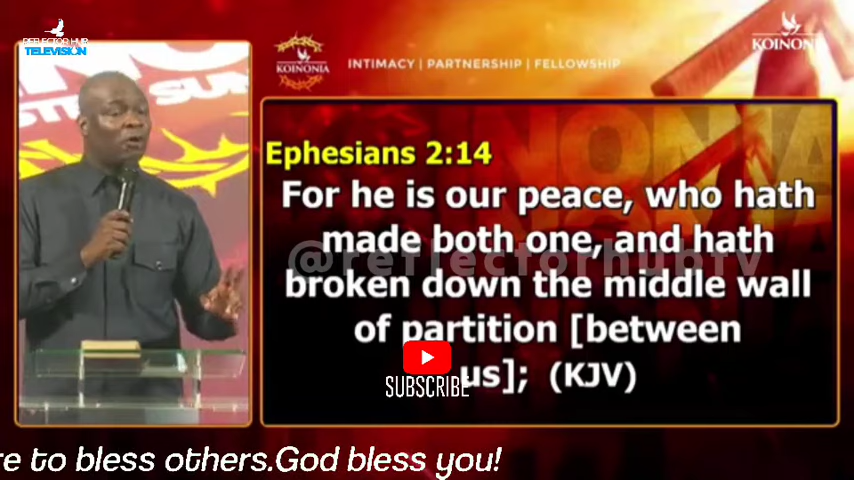 REFLECTOR HUB
TELEVISION
KOINONIA
INTIMACY | PARTNERSHIP | FELLOWSHIP
KOINONIA
Ephesians 2:14
For he is our peace, who hath
made both one, and hath
@reflectorhubtv
broken down the middle wall
of partition [between
us]; (KJV)
SUBSCRIBE
re to bless others.God bless you!